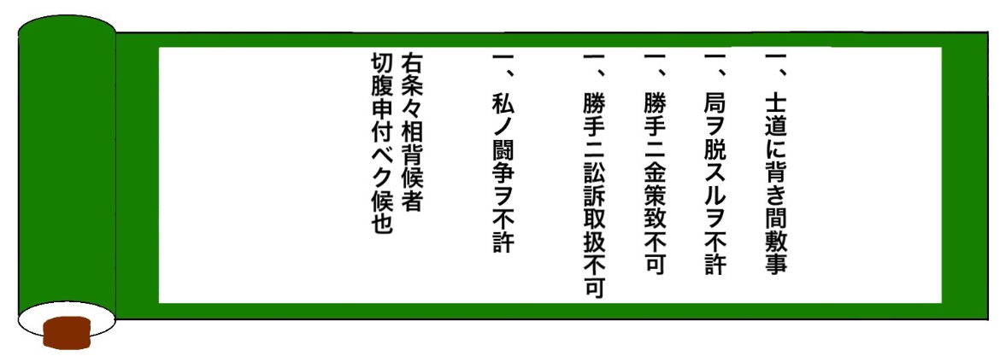 一、士道に背き間敷事
一、局ヲ脱スルヲ不許
一、勝手ニ金策致不可
一、勝手ニ訟訴取扱不可
一、私ノ闘争ヲ不許
右条々相背候者
切腹申付ベク候也